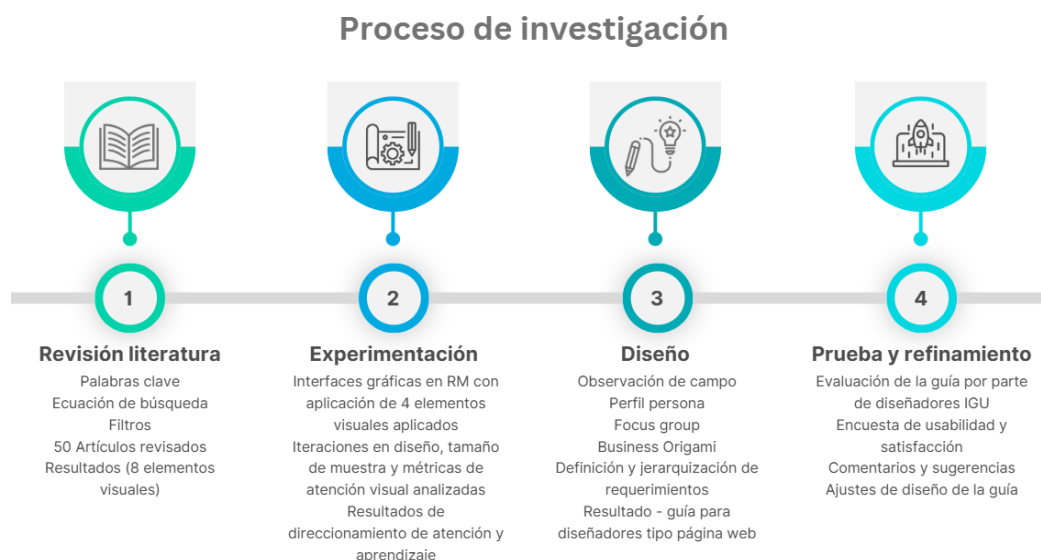 Proceso de investigación
1
Revisión literatura
Palabras clave
Ecuación de búsqueda
Filtros
50 Artículos revisados
Resultados (8 elementos
visuales)
2
Experimentación
Interfaces gráficas en RM con
aplicación de 4 elementos
visuales aplicados
Iteraciones en diseño, tamaño
de muestra y métricas de
atención visual analizadas
Resultados de
direccionamiento de atención y
aprendizaje
3
Diseño
Observación de campo
Perfil persona
Focus group
Business Origami
Definición y jerarquización de
requerimientos
Resultado - guía para
diseñadores tipo página web
4
Prueba y refinamiento
Evaluación de la guía por parte
de diseñadores IGU
Encuesta de usabilidad y
satisfacción
Comentarios y sugerencias
Ajustes de diseño de la guía